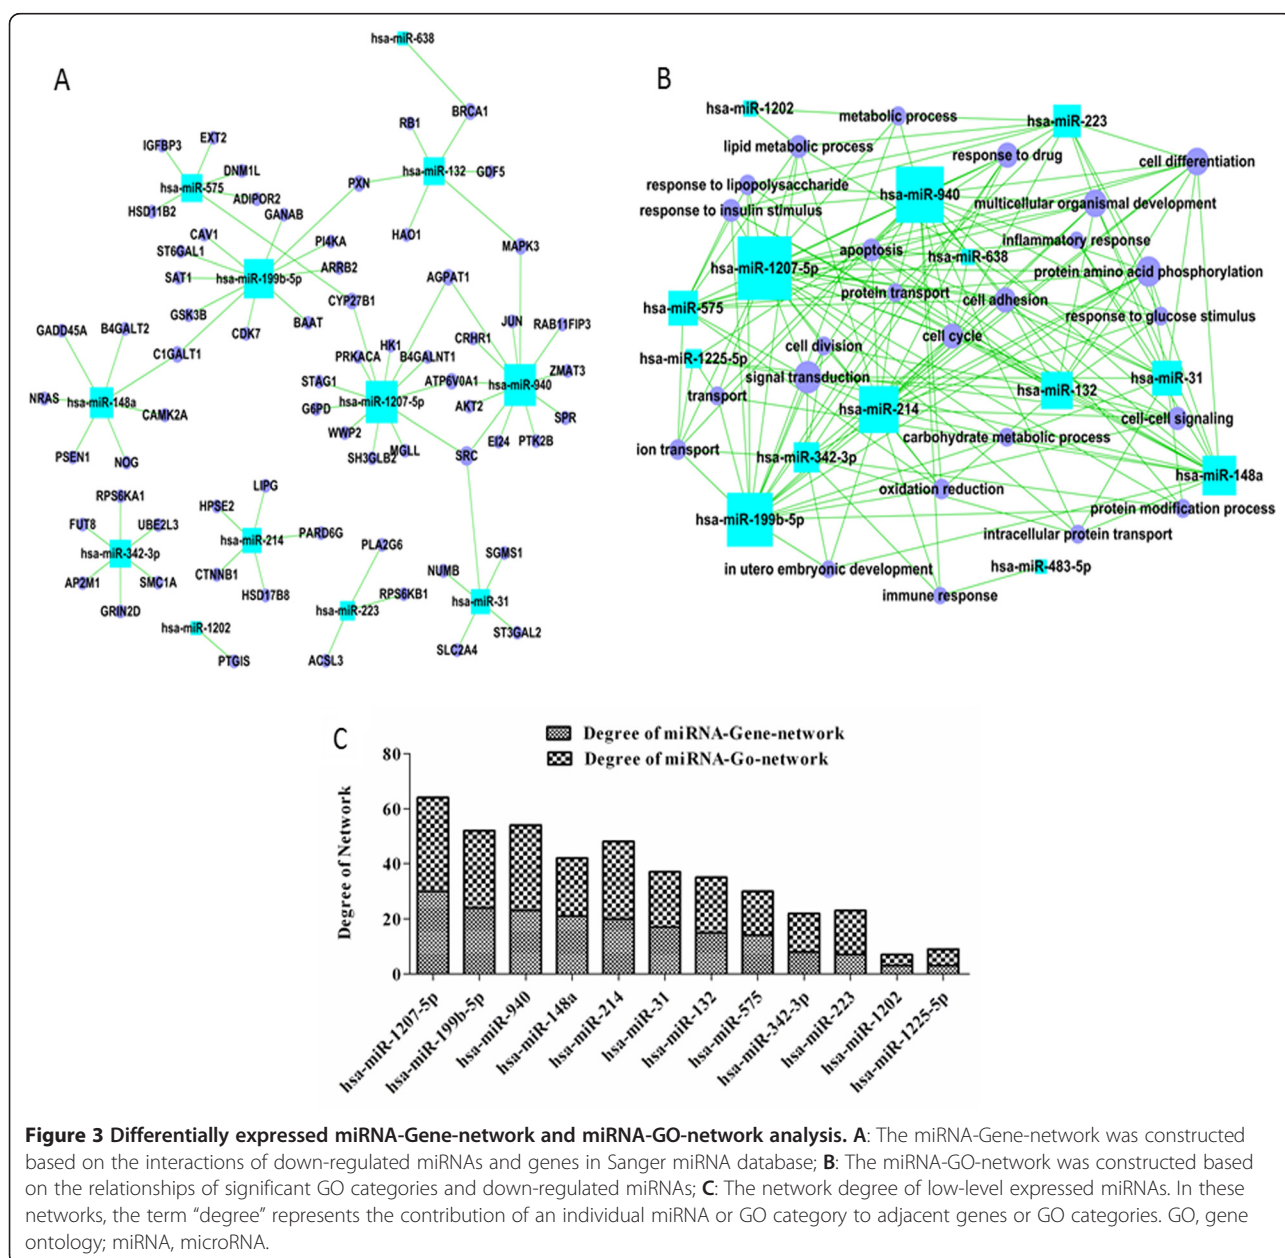 A
hsa-miR-638
BRCA1
RB1
hsa-miR-132
GDF5
IGFBP3
EXT2
DNM1L
hsa-miR-575
ADIPOR2
HSD11B2
GANAB
PXN
HAO1
MAPK3
CAV1
ST6GAL1
PI4KA
SAT1
hsa-miR-199b-5p
ARRB2
AGPAT1
CYP27B1
GSK3B
CDK7
BAAT
JUN
RAB11FIP3
GADD45A
B4GALT2
CRHR1
C1GALT1
HK1
PRKACA
B4GALNT1
ZMAT3
STAG1
ATP6V0A1
hsa-miR-940
NRAS
hsa-miR-148a
CAMK2A
G6PD
hsa-miR-1207-5p
AKT2
SPR
WWP2
EI24
PTK2B
PSEN1
NOG
SH3GLB2
MGLL
SRC
RPS6KA1
LIPG
HPSE2
FUT8
UBE2L3
hsa-miR-214
PARD6G
hsa-miR-342-3p
PLA2G6
SGMS1
AP2M1
SMC1A
CTNNB1
HSD17B8
NUMB
RPS6KB1
hsa-miR-31
GRIN2D
hsa-miR-223
hsa-miR-1202
ST3GAL2
SLC2A4
PTGIS
ACSL3
B
hsa-miR-1202
metabolic process
hsa-miR-223
lipid metabolic process
response to drug
cell differentiation
response to lipopolysaccharide
hsa-miR-940
response to insulin stimulus
multicellular organismal development
apoptosis
inflammatory response
hsa-miR-638
hsa-miR-1207-5p
protein amino acid phosphorylation
protein transport
cell adhesion
hsa-miR-575
response to glucose stimulus
cell cycle
cell division
hsa-miR-1225-5p
signal transduction
hsa-miR-31
hsa-miR-132
transport
hsa-miR-214
cell-cell signaling
carbohydrate metabolic process
ion transport
hsa-miR-342-3p
hsa-miR-148a
oxidation reduction
protein modification process
hsa-miR-199b-5p
intracellular protein transport
in utero embryonic development
hsa-miR-483-5p
immune response
C
Degree of miRNA-Gene-network
Degree of miRNA-Go-network
Degree of Network
80
60
40
20
0
hsa-miR-1207-5p
hsa-miR-199b-5p
hsa-miR-940
hsa-miR-148a
hsa-miR-214
hsa-miR-31
hsa-miR-132
hsa-miR-575
hsa-miR-342-3p
hsa-miR-223
hsa-miR-1202
hsa-miR-1225-5p
Figure 3 Differentially expressed miRNA-Gene-network and miRNA-GO-network analysis. A: The miRNA-Gene-network was constructed
based on the interactions of down-regulated miRNAs and genes in Sanger miRNA database; B: The miRNA-GO-network was constructed based
on the relationships of significant GO categories and down-regulated miRNAs; C: The network degree of low-level expressed miRNAs. In these
networks, the term “degree” represents the contribution of an individual miRNA or GO category to adjacent genes or GO categories. GO, gene
ontology; miRNA, microRNA.